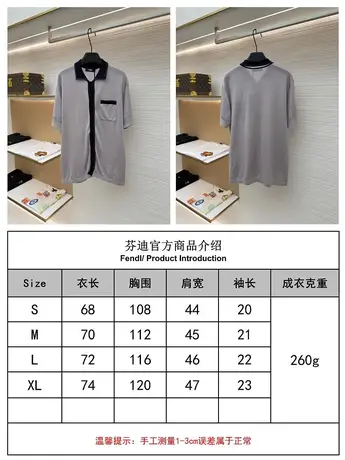 芬迪官方商品介绍
Fendl/ Product Introduction
Size 衣长 胸围 肩宽 袖长 成衣克重
S 68 108 44 20
M 70 112 45 21
L 72 116 46 22
XL 74 120 47 23
260g
温馨提示：手工测量1-3cm误差属于正常